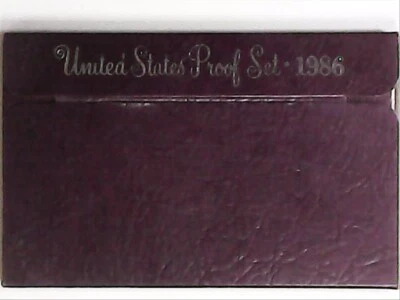 United States Proof Set · 1986